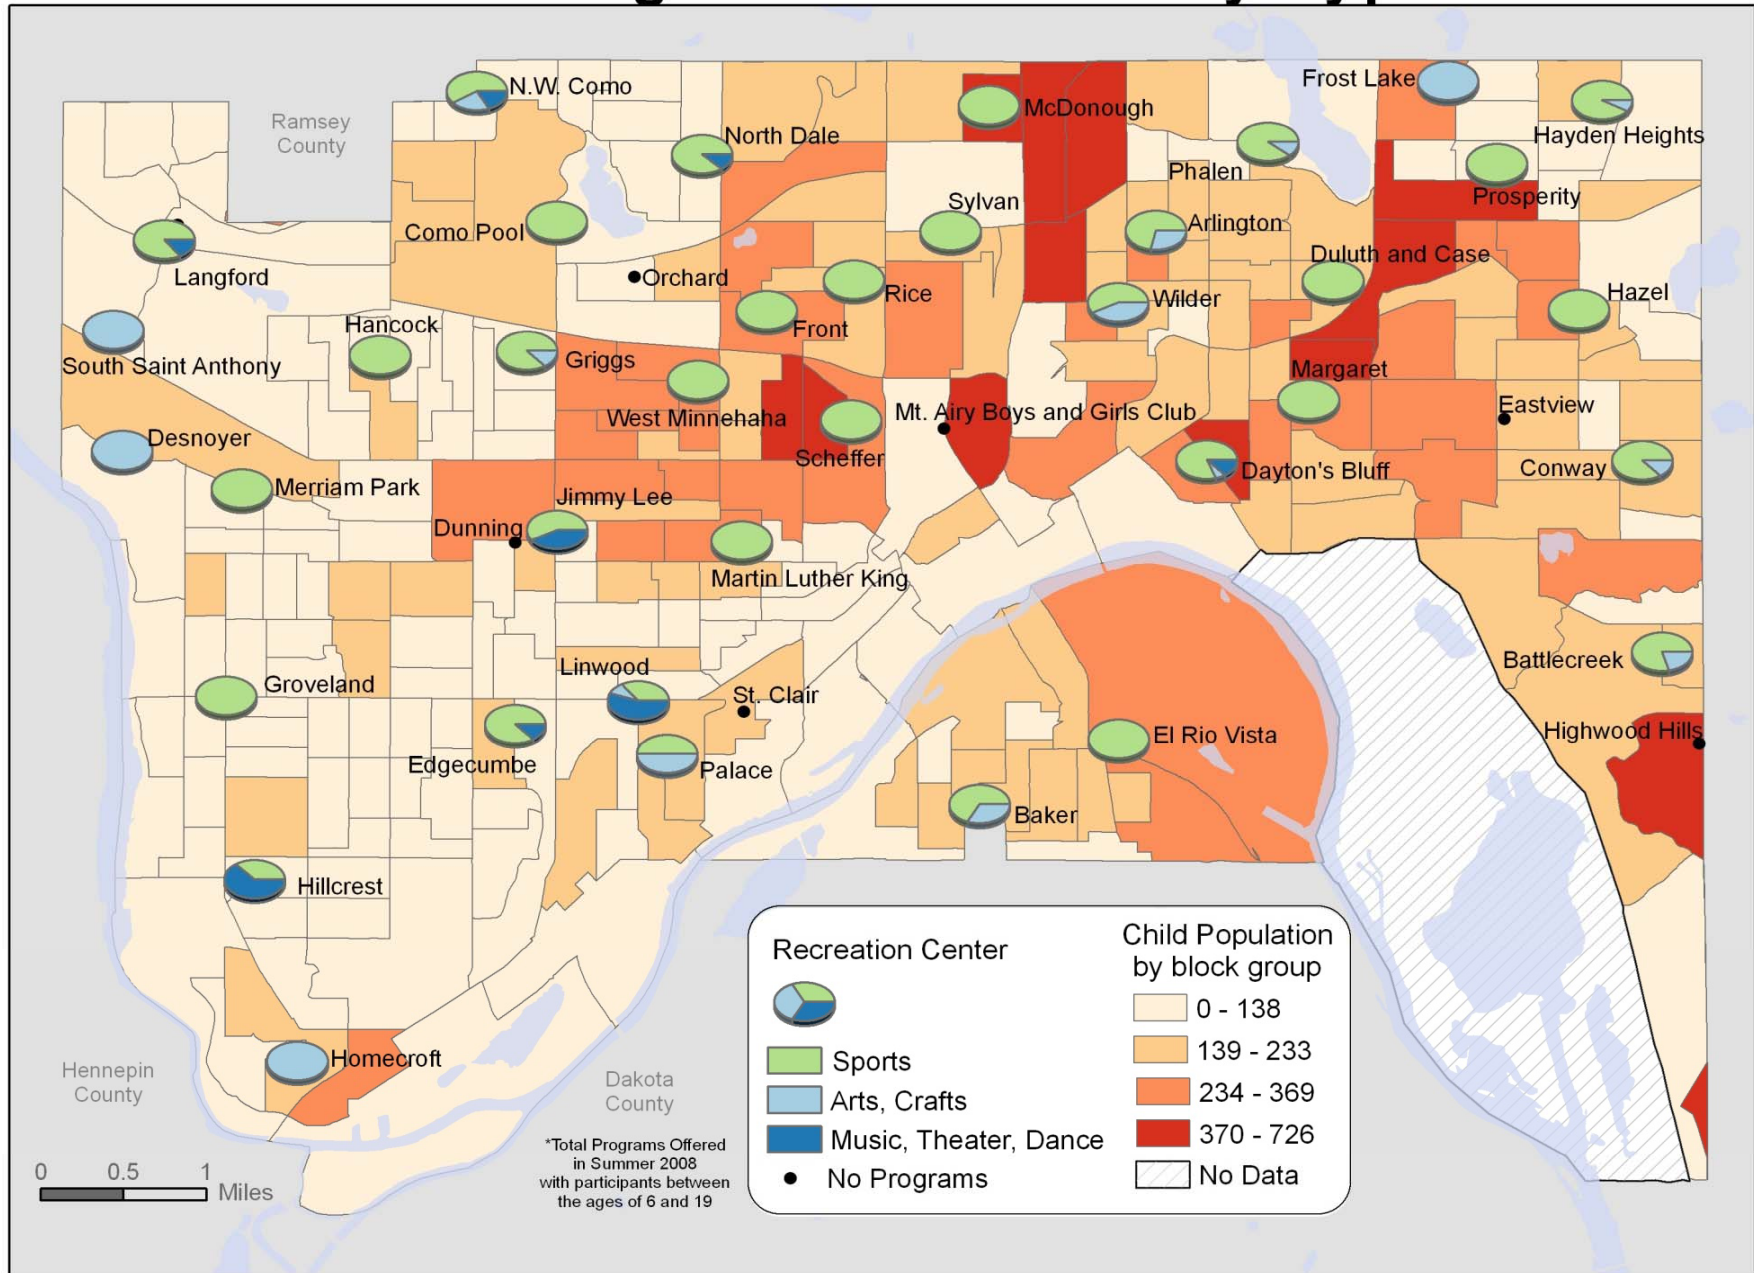 Ramsey
County
N.W. Como
North Dale
McDonough
Frost Lake
Hayden Heights
Phalen
Prosperity
Sylvan
Como Pool
Arlington
Langford
Orchard
Duluth and Case
Rice
Wilder
Hazel
Hancock
Front
South Saint Anthony
Griggs
Margaret
West Minnehaha
Mt. Airy Boys and Girls Club
Eastview
Desnoyer
Scheffer
Dayton's Bluff
Conway
Merriam Park
Jimmy Lee
Dunning
Martin Luther King
Linwood
Battlecreek
Groveland
St. Clair
Highwood Hills
El Rio Vista
Edgecumbe
Palace
Baker
Hillcrest
Homecroft
Hennepin
County
Dakota
County
*Total Programs Offered
in Summer 2008
with participants between
the ages of 6 and 19
0 0.5 1
Miles
Recreation Center
Sports
Arts, Crafts
Music, Theater, Dance
No Programs
Child Population
by block group
0 - 138
139 - 233
234 - 369
370 - 726
No Data